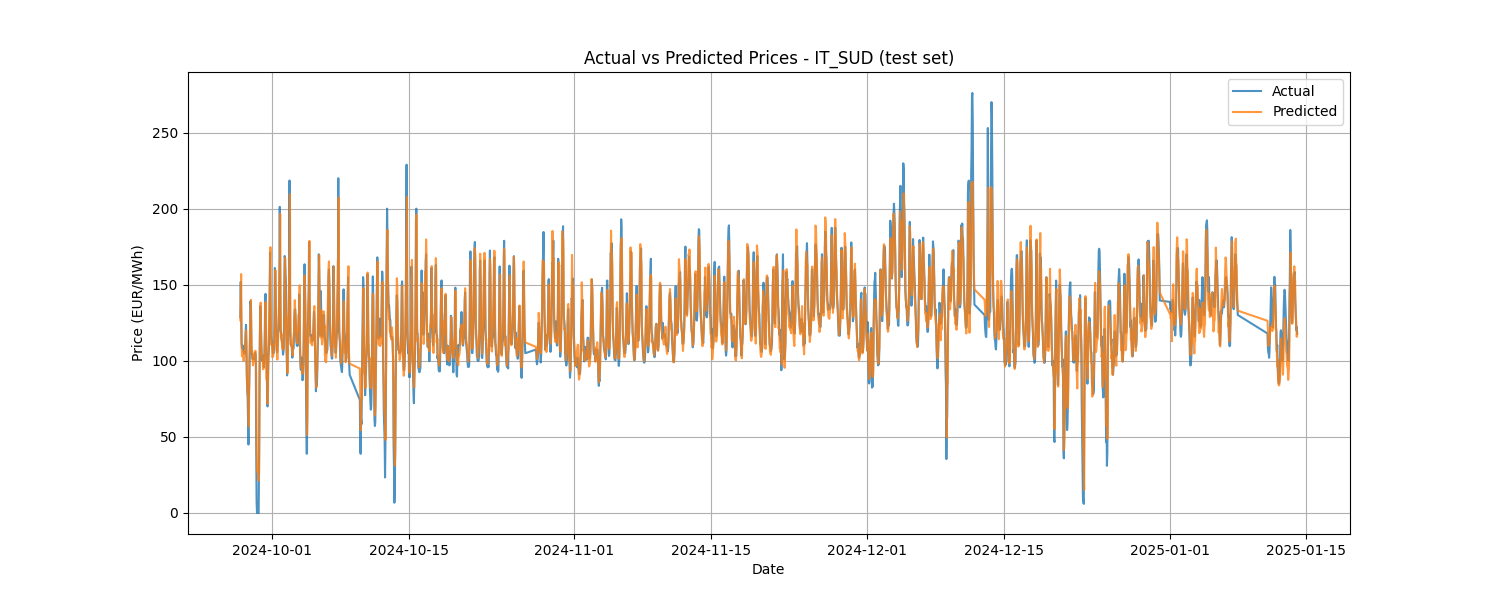 Actual vs Predicted Prices - IT_SUD (test set)
Actual
Predicted
Price (EUR/MWh)
250
200
150
100
50
0
2024-10-01 2024-10-15 2024-11-01 2024-11-15 2024-12-01 2024-12-15 2025-01-01 2025-01-15
Date